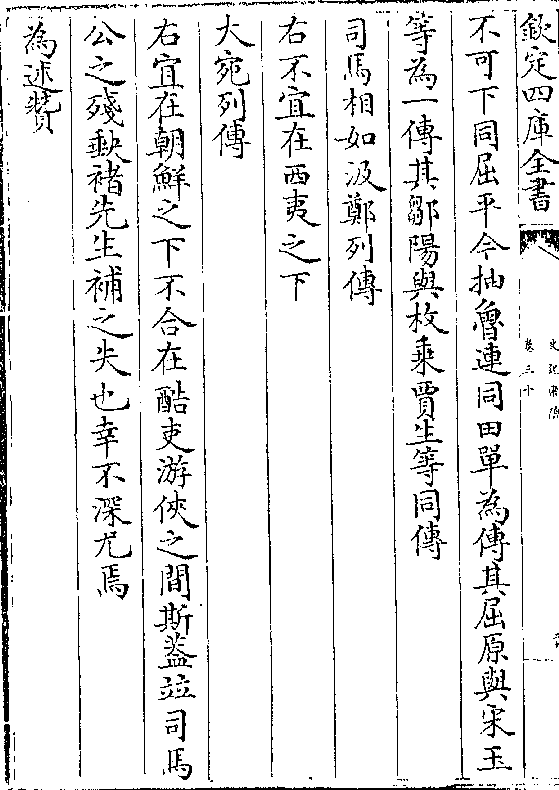 欽定四庫全書
史記索隱
卷三十
不可下同屈平今抽魯連同田單為傳其屈原與宋玉
等為一傳其鄒陽與枚乘賈生等同傳
司馬相如汲鄭列傳
右不宜在西夷之下
大宛列傳
右宜在朝鮮之下不合在酷吏游俠之間斯蓋竝司馬
公之殘缺褚先生補之失也幸不深尤焉
為述贊